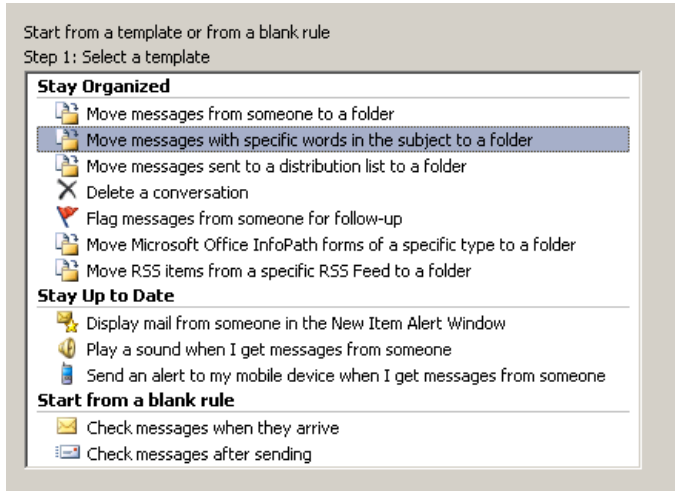 Start from a template or from a blank rule
Step 1: Select a template
Stay Organized
Move messages from someone to a folder
Move messages with specific words in the subject to a folder
Move messages sent to a distribution list to a folder
Delete a conversation
Flag messages from someone for follow-up
Move Microsoft Office InfoPath forms of a specific type to a folder
Move RSS items from a specific RSS Feed to a folder
Stay Up to Date
Display mail from someone in the New Item Alert Window
Play a sound when I get messages from someone
Send an alert to my mobile device when I get messages from someone
Start from a blank rule
Check messages when they arrive
Check messages after sending